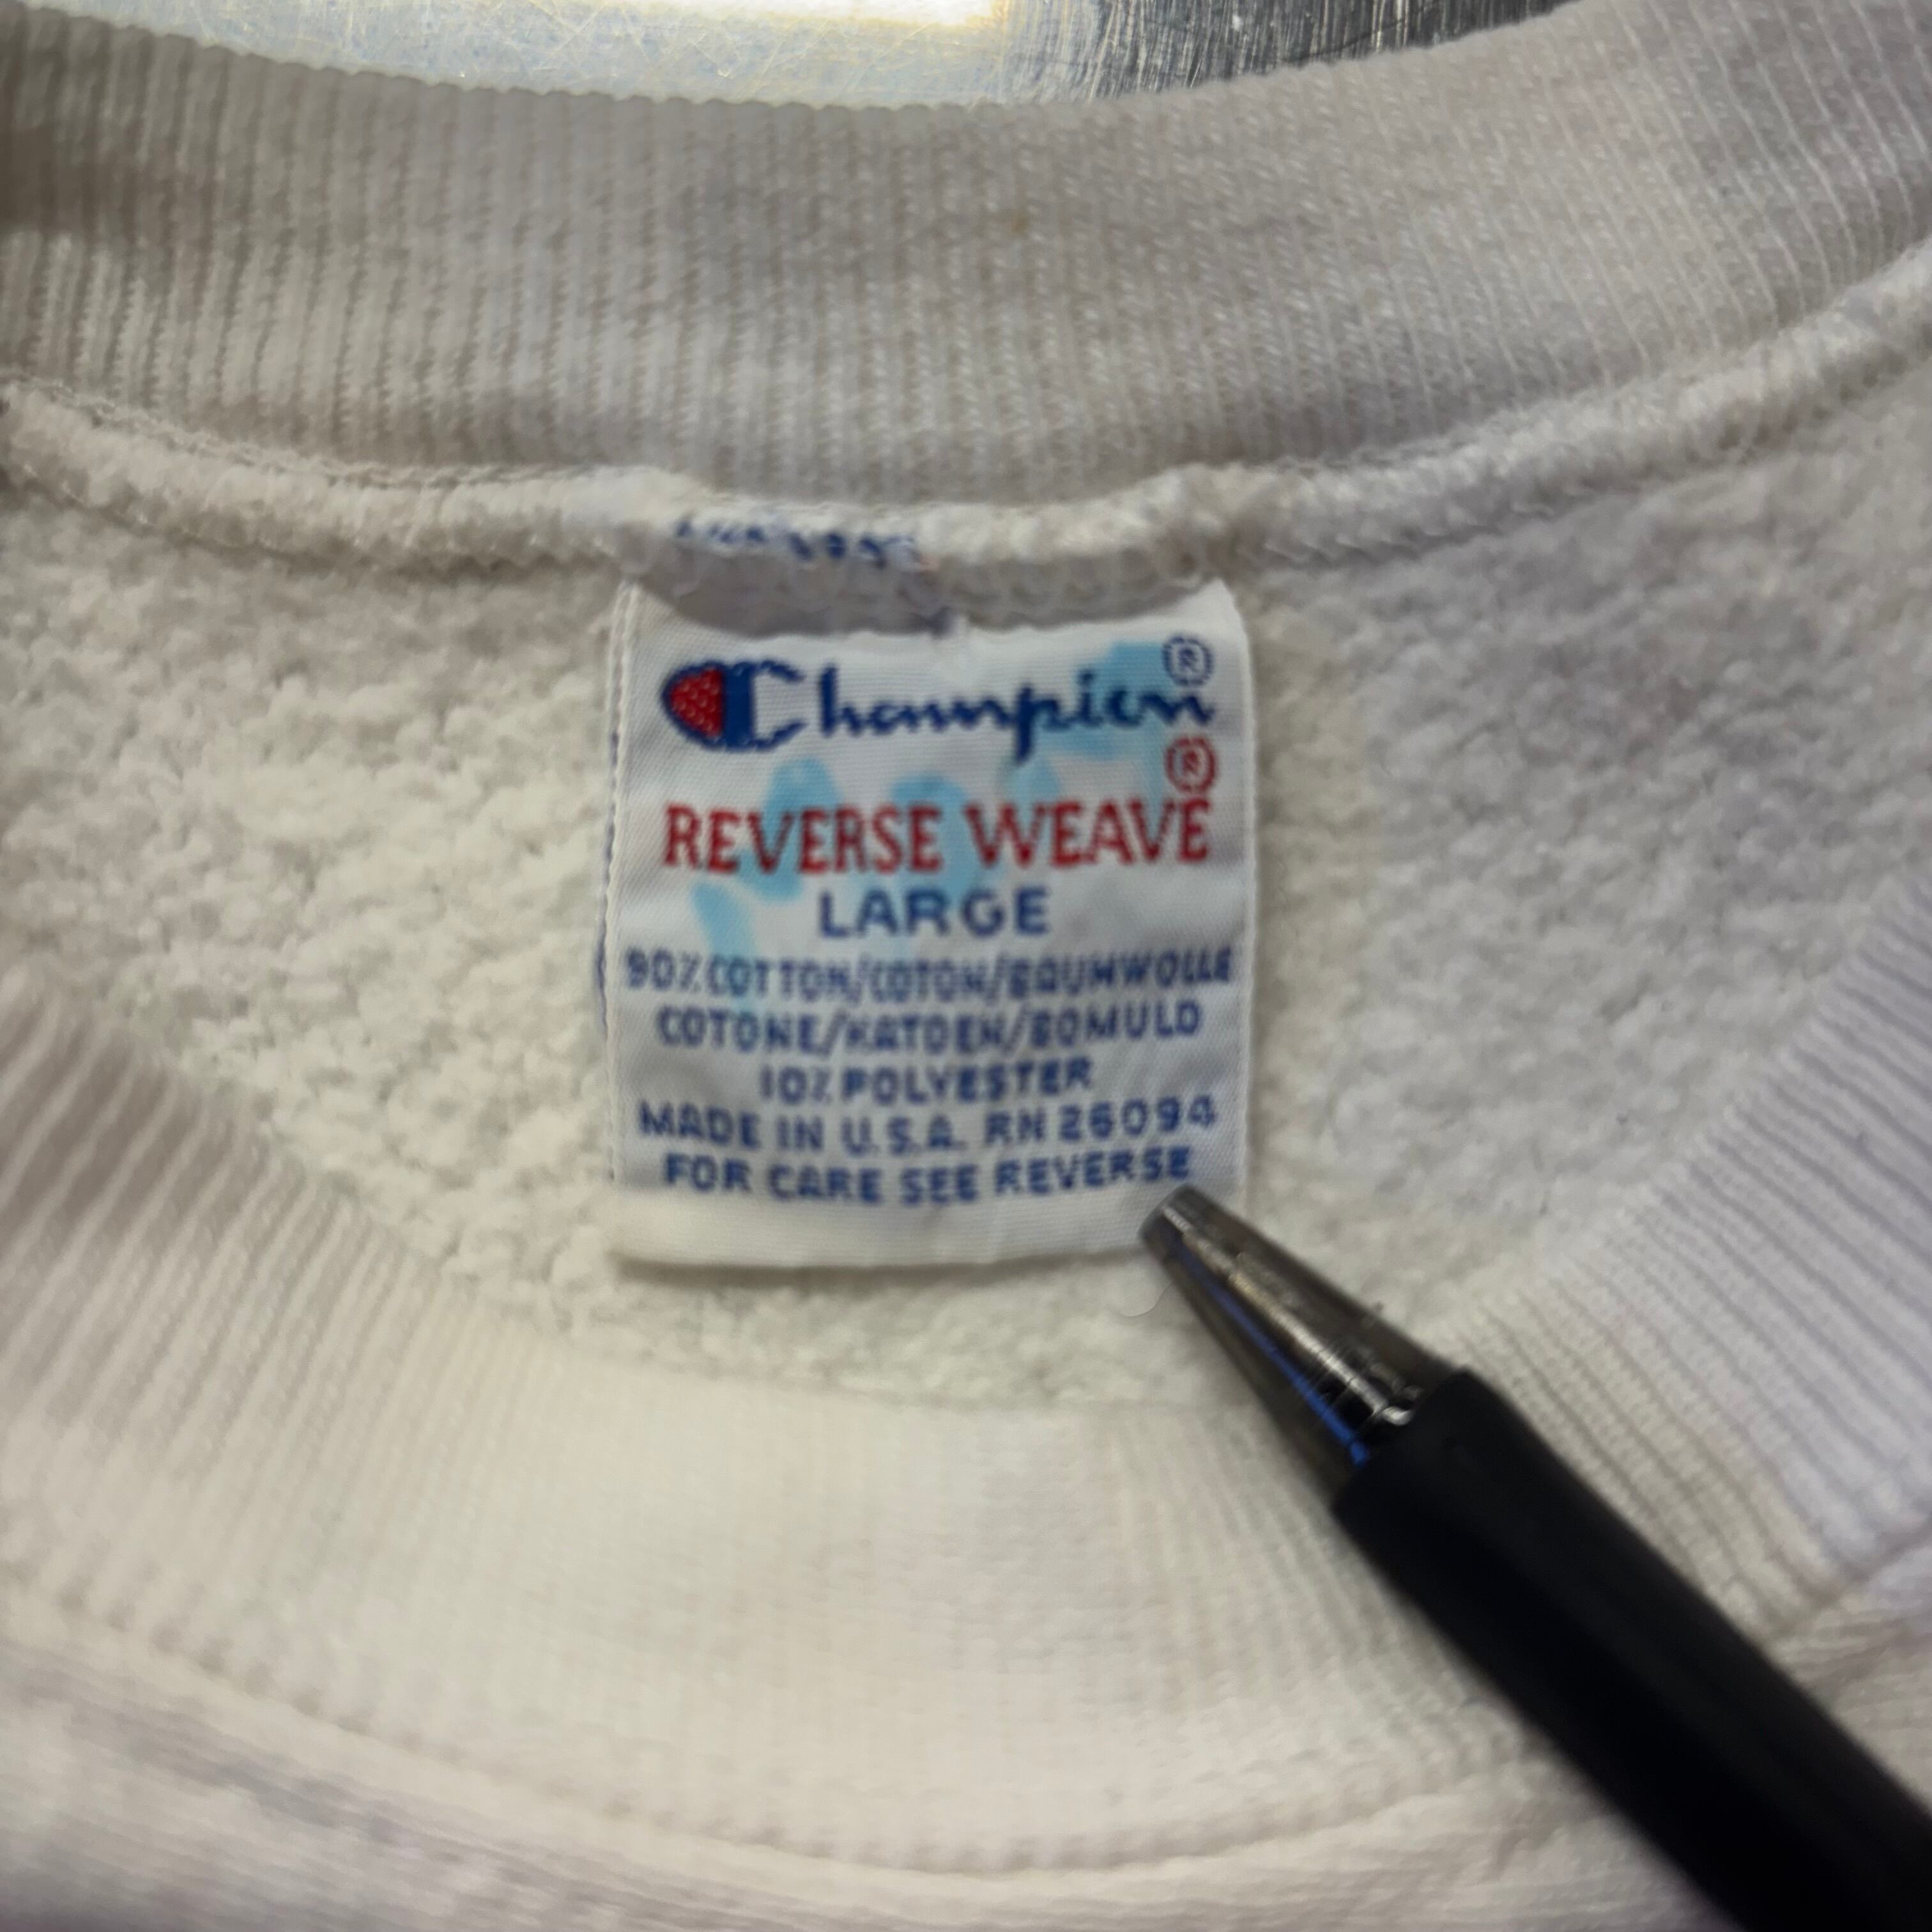 Champion®
®
REVERSE WEAVE
LARGE
90% COTTON/COTON/BAUMWOLLE
COTONE/KATOEN/BOMULD
10% POLYESTER
MADE IN U.S.A. RN 26094
FOR CARE SEE REVERSE